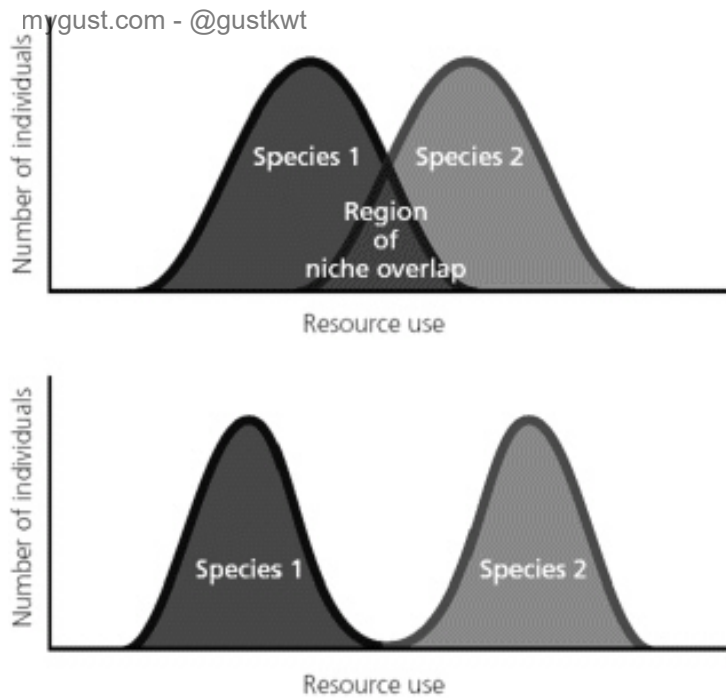 mygust.com - @gustkwt
Number of individuals
Species 1
Species 2
Region
of
niche overlap
Resource use
Number of individuals
Species 1
Species 2
Resource use